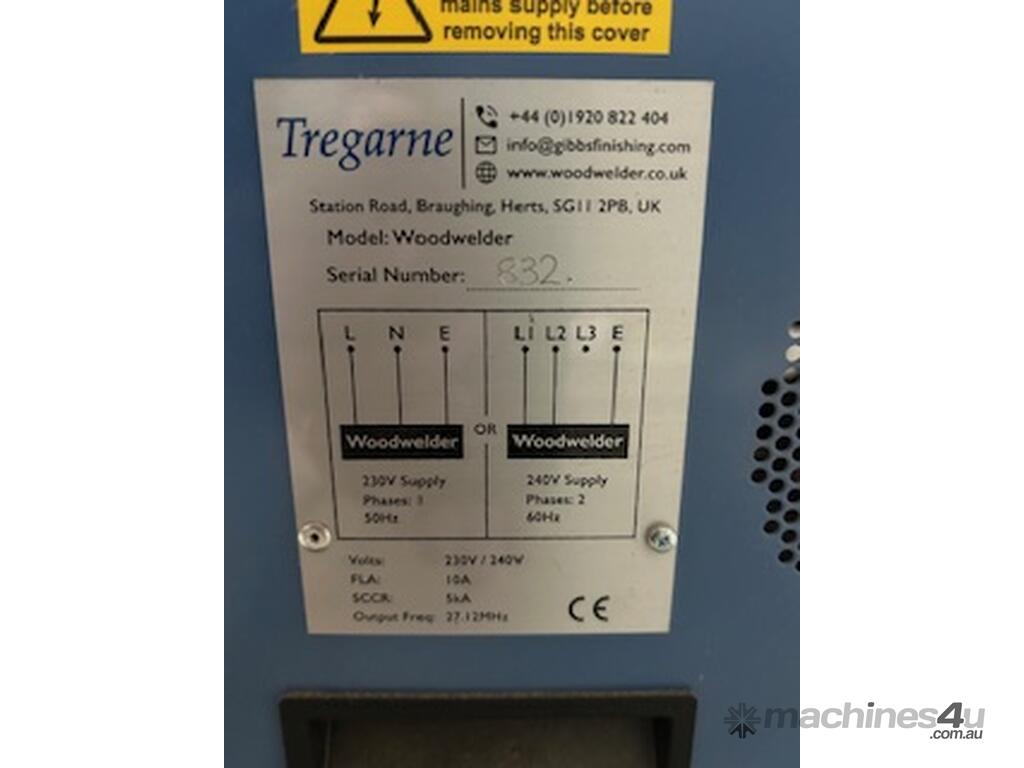 mains supply before
removing this cover
Tregarne
+44 (0)1920 822 404
info@gibbsfinishing.com
www.woodwelder.co.uk
Station Road, Braughing, Herts, SG11 2PB, UK
Model: Woodwelder
Serial Number: 832.
L N E
L1 L2 L3 E
Woodwelder
OR
Woodwelder
230V Supply
Phases: 1
50Hz
240V Supply
Phases: 2
60Hz
Volts: 230V / 240V
FLA: 10A
SCCR: 5kA
Output Freq: 27.12MHz
CE
machines4u
.com.au